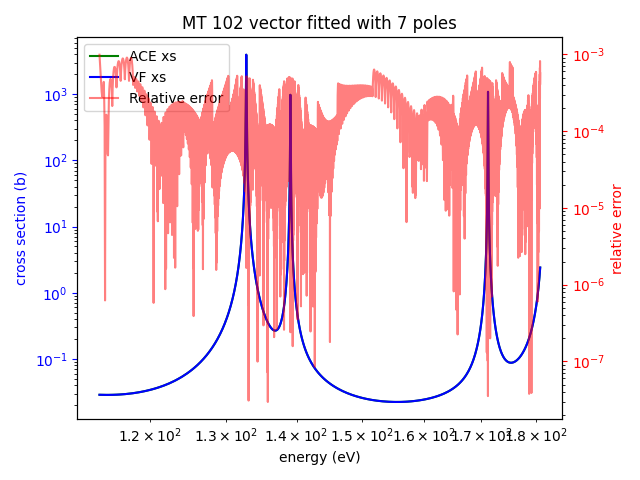 MT 102 vector fitted with 7 poles
ACE xs
VF xs
Relative error
10³
10²
10¹
10⁰
10⁻¹
cross section (b)
10⁻³
10⁻⁴
10⁻⁵
10⁻⁶
10⁻⁷
relative error
1.2 × 10² 1.3 × 10² 1.4 × 10² 1.5 × 10² 1.6 × 10² 1.7 × 10² 1.8 × 10²
energy (eV)